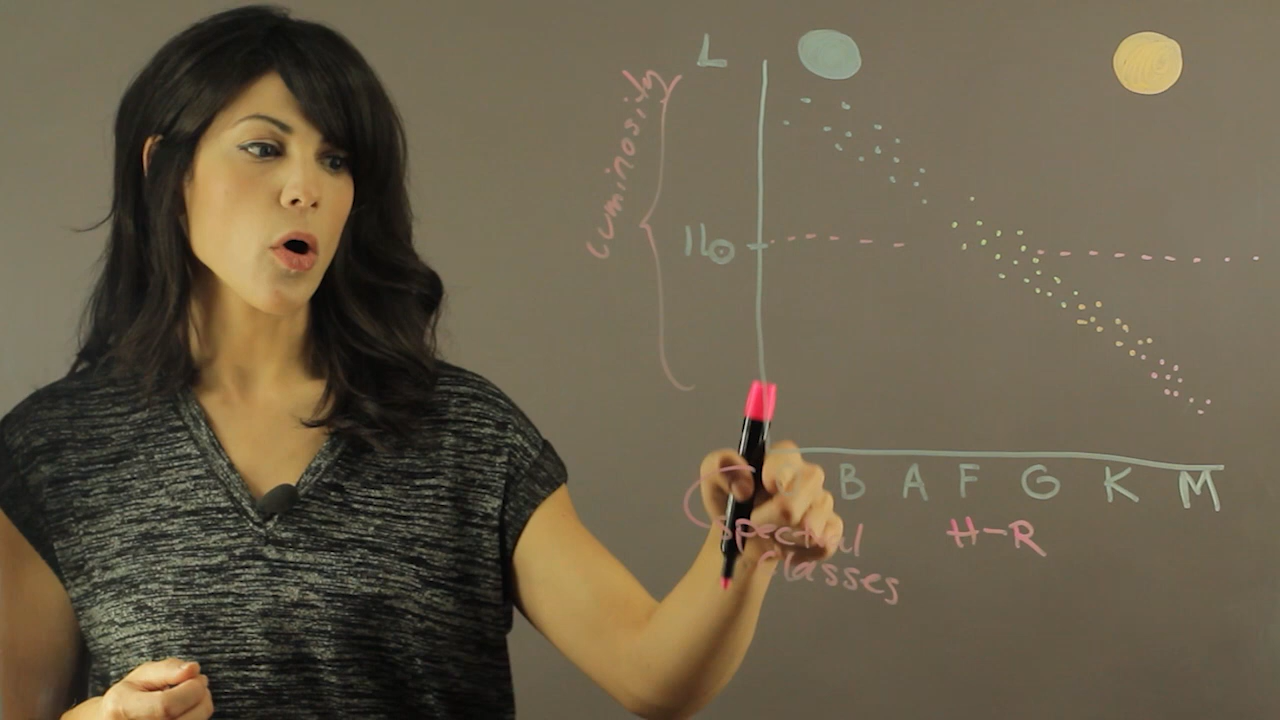 L
Luminosity
1L⊙
B A F G K M
spectral
classes
H-R